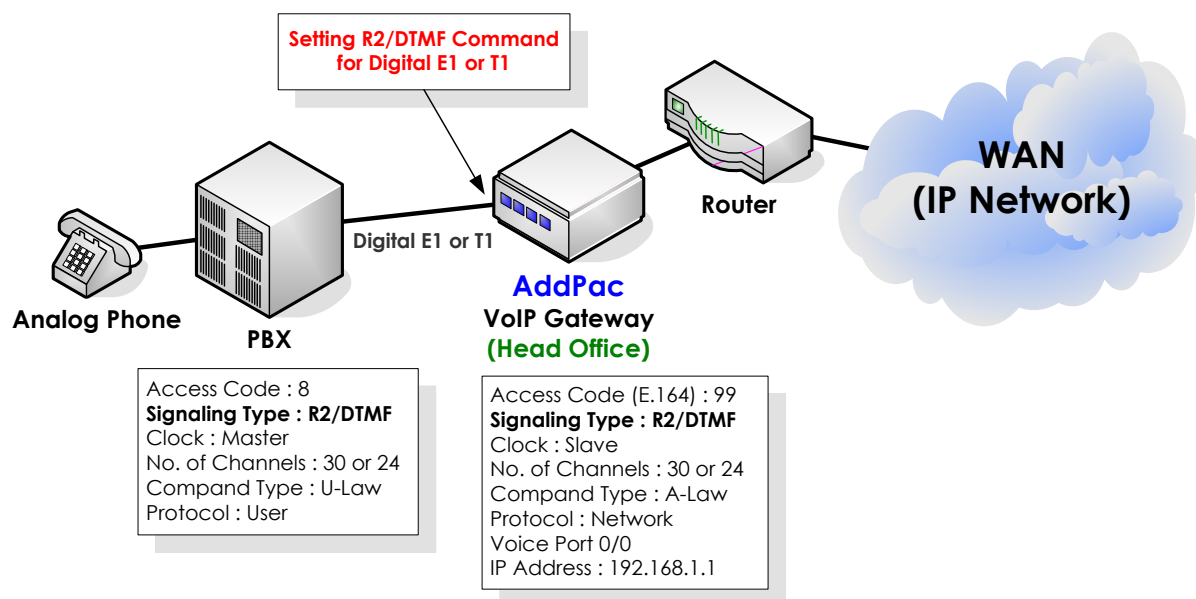 Setting R2/DTMF Command
for Digital E1 or T1
WAN
(IP Network)
Router
Digital E1 or T1
Analog Phone
PBX
AddPac
VoIP Gateway
(Head Office)
Access Code : 8
Signaling Type : R2/DTMF
Clock : Master
No. of Channels : 30 or 24
Compand Type : U-Law
Protocol : User
Access Code (E.164) : 99
Signaling Type : R2/DTMF
Clock : Slave
No. of Channels : 30 or 24
Compand Type : A-Law
Protocol : Network
Voice Port 0/0
IP Address : 192.168.1.1